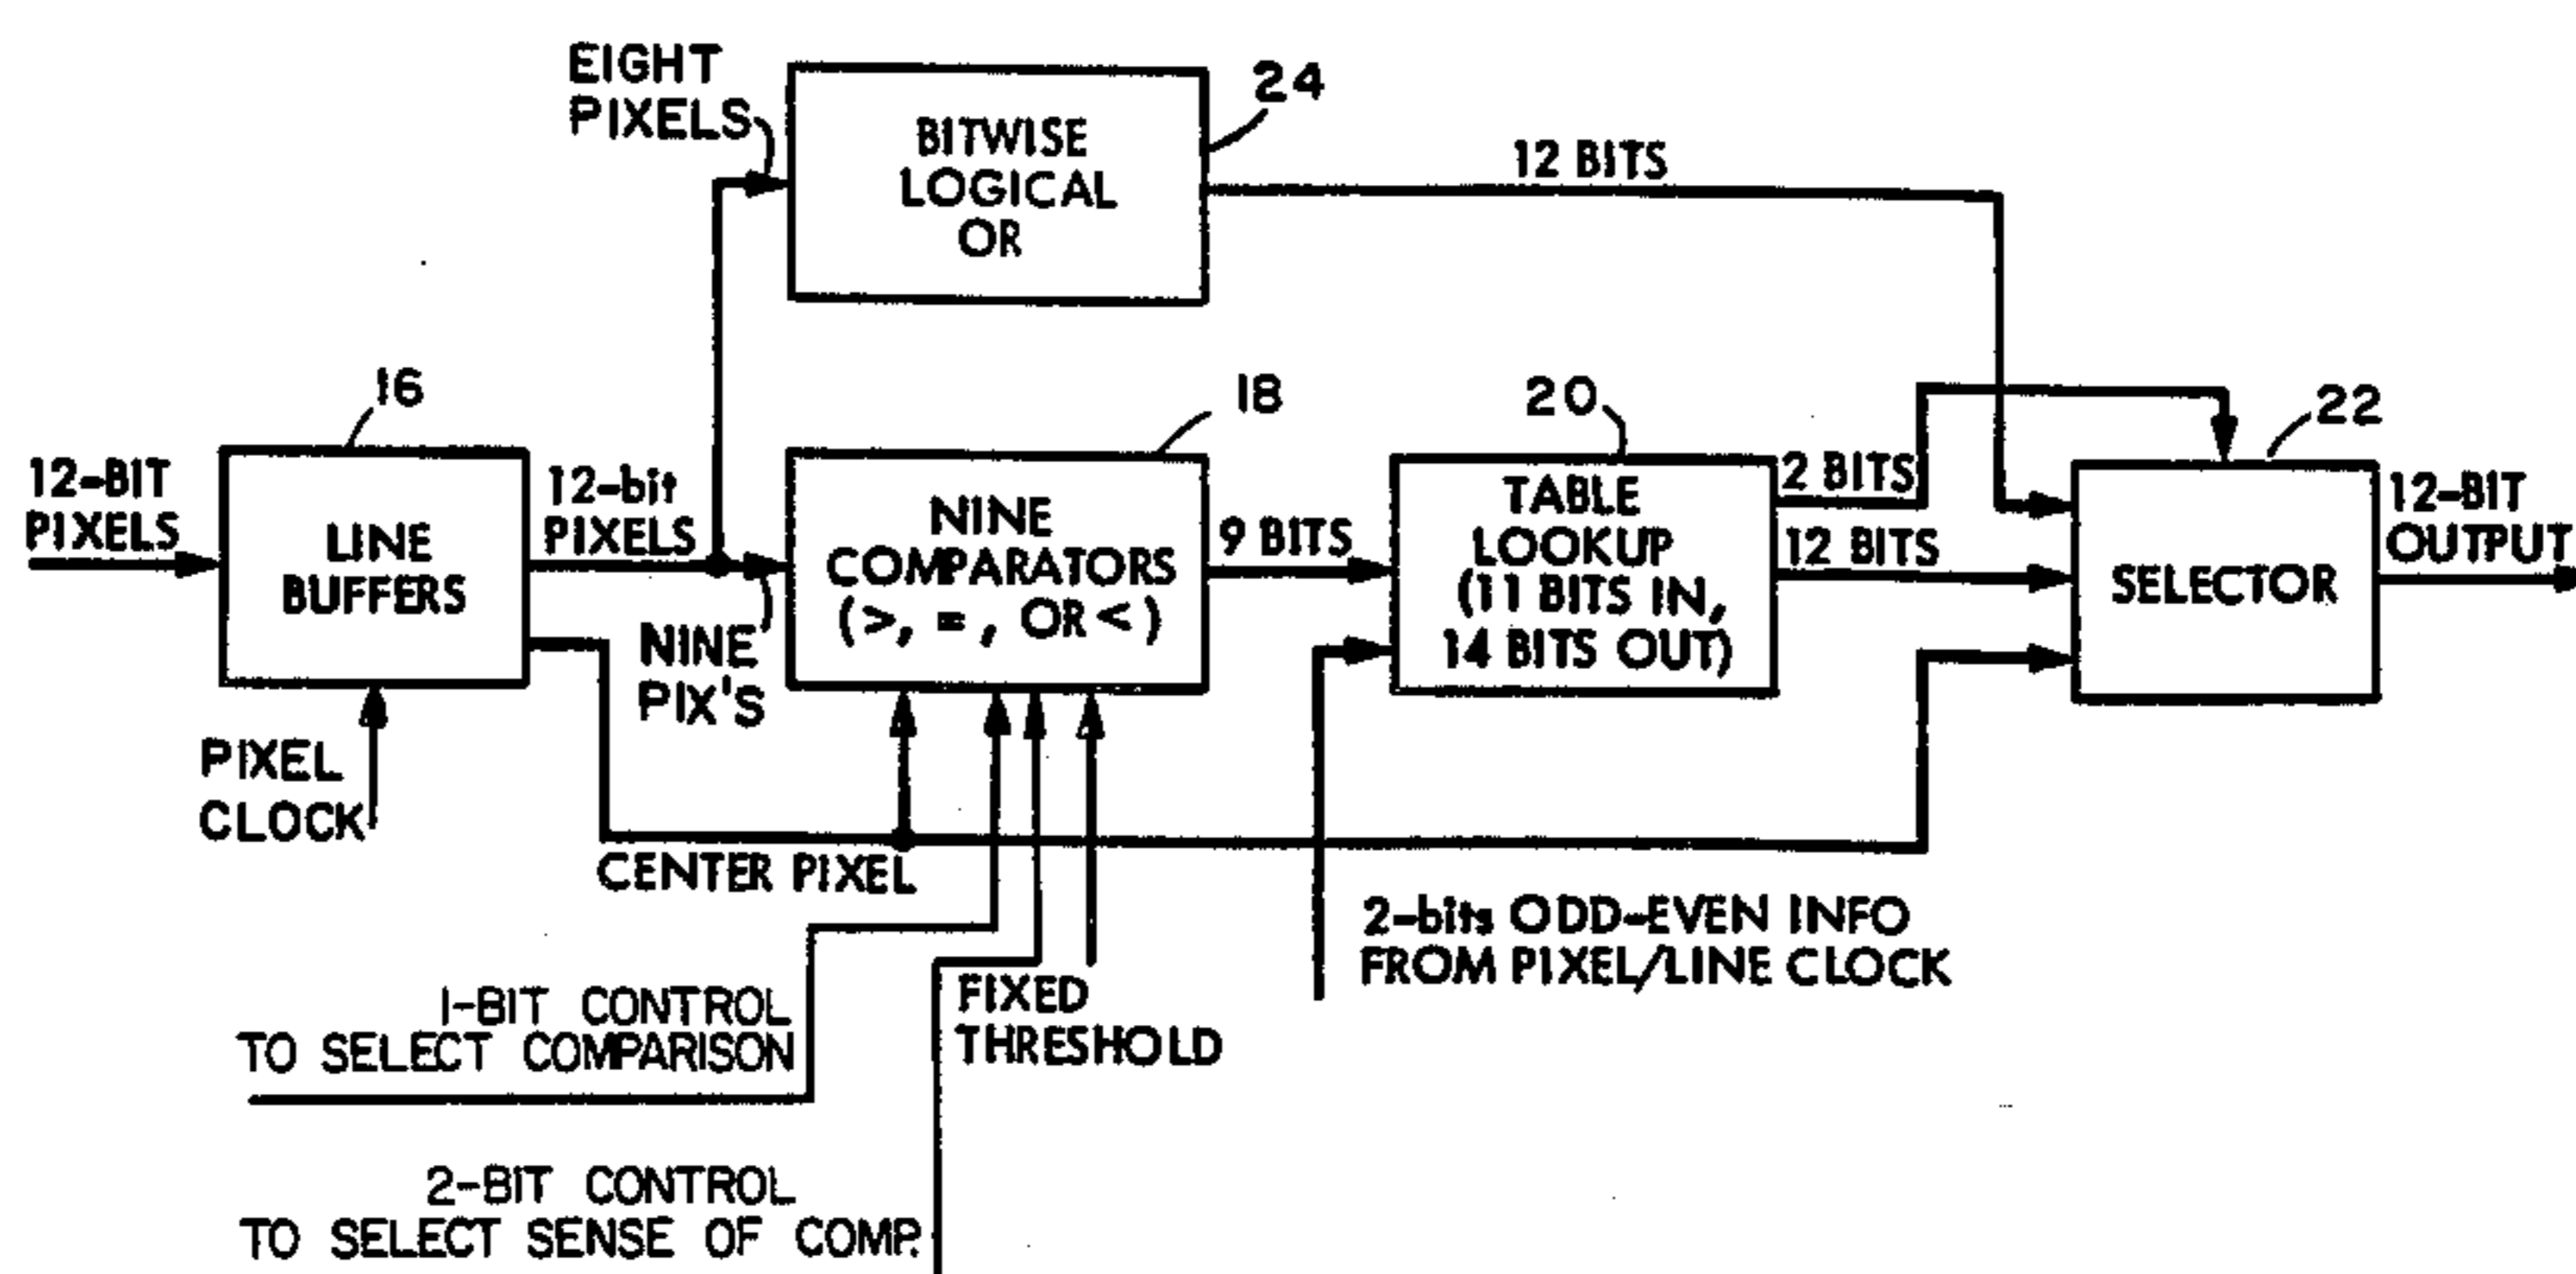 EIGHT
PIXELS
24
BITWISE
LOGICAL
OR
12 BITS
16
18
20
22
12-BIT
PIXELS
LINE
BUFFERS
12-bit
PIXELS
NINE
PIX'S
NINE
COMPARATORS
(>, =, OR <)
9 BITS
TABLE
LOOKUP
(11 BITS IN,
14 BITS OUT)
2 BITS
12 BITS
SELECTOR
12-BIT
OUTPUT
PIXEL
CLOCK
CENTER PIXEL
2-bits ODD-EVEN INFO
FROM PIXEL/LINE CLOCK
FIXED
THRESHOLD
1-BIT CONTROL
TO SELECT COMPARISON
2-BIT CONTROL
TO SELECT SENSE OF COMP.